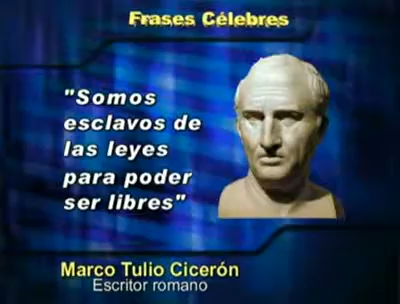 Frases Célebres
"Somos
esclavos de
las leyes
para poder
ser libres"
Marco Tulio Cicerón
Escritor romano